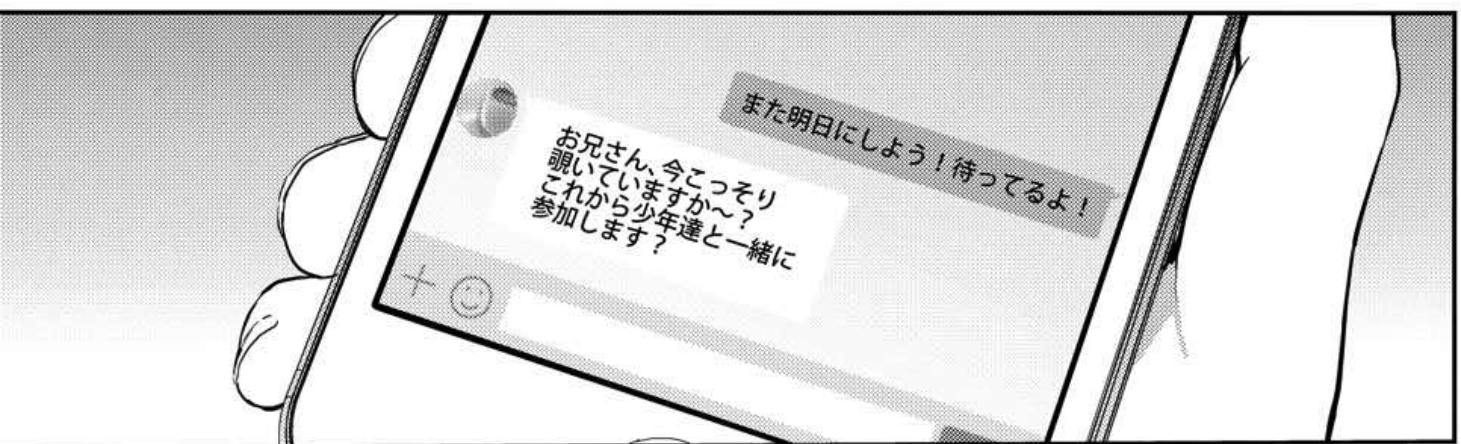 また明日にしよう！待ってるよ！
お兄さん、今こっそり
覗いていますか～？
これから少年達と一緒に
参加します？